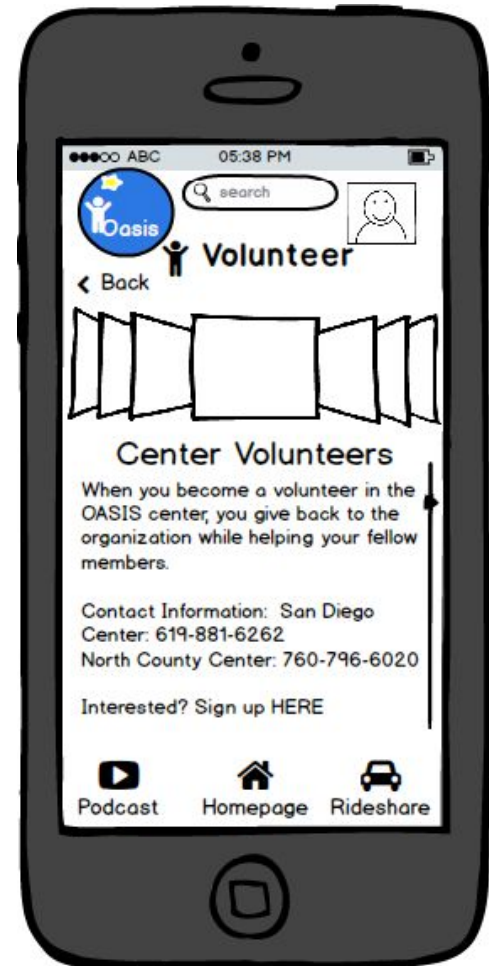 ABC 05:38 PM
search
Oasis
Volunteer
Back
Center Volunteers
When you become a volunteer in the
OASIS center, you give back to the
organization while helping your fellow
members.
Contact Information: San Diego
Center: 619-881-6262
North County Center: 760-796-6020
Interested? Sign up HERE
Podcast Homepage Rideshare